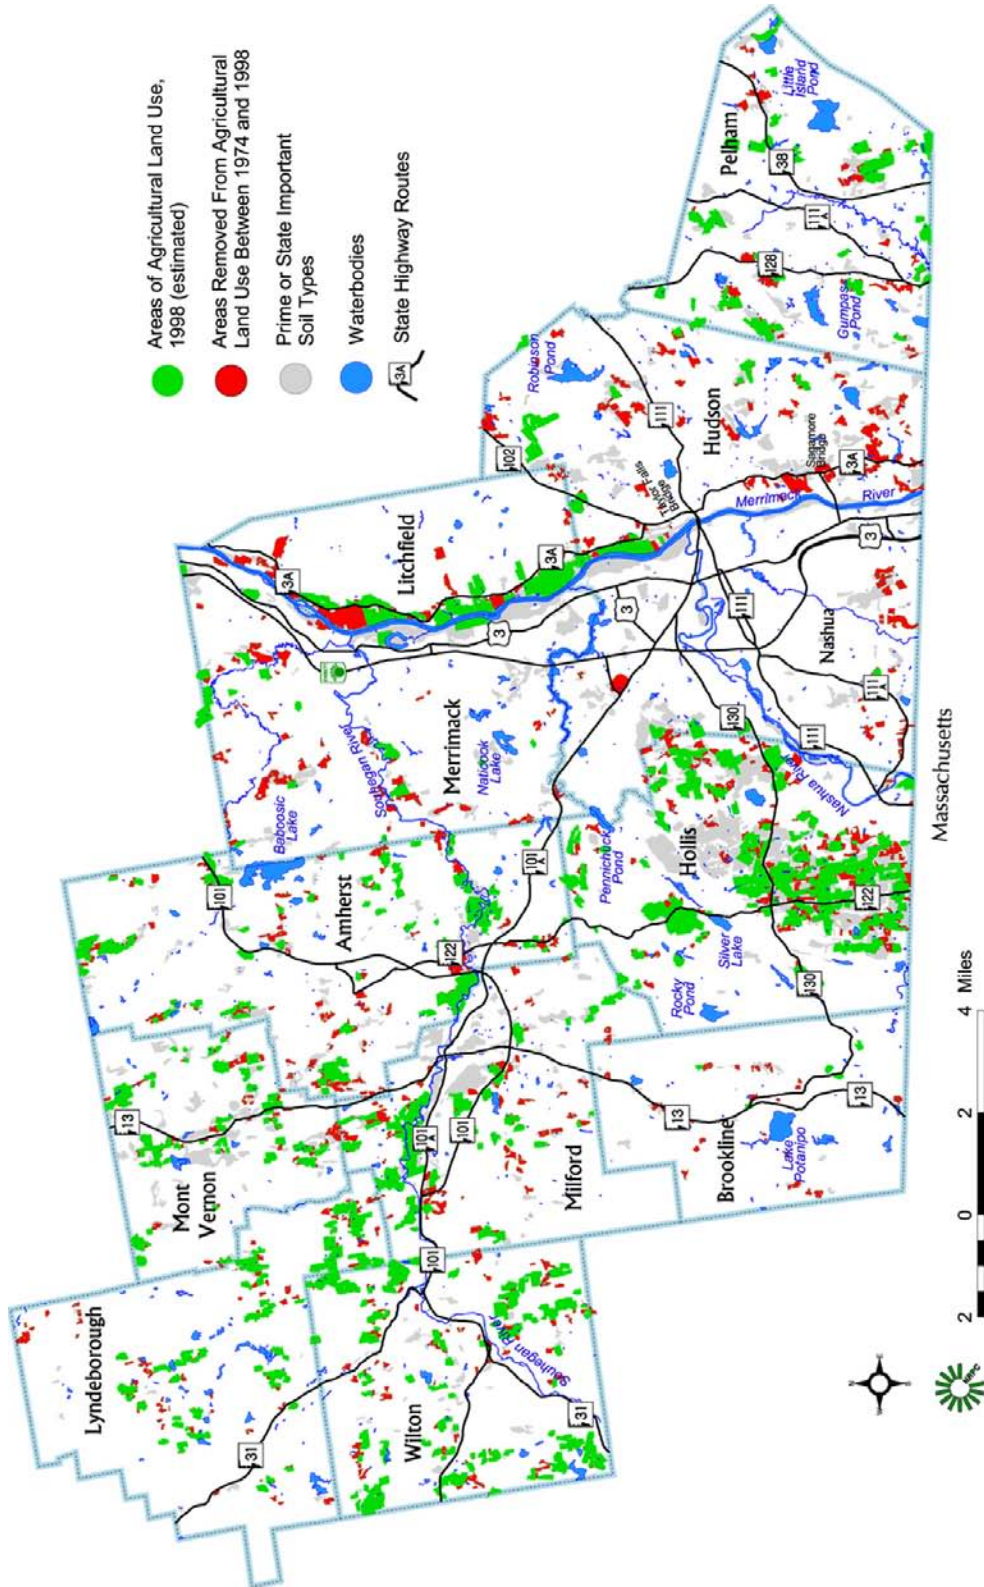 Areas of Agricultural Land Use,
1998 (estimated)
Areas Removed From Agricultural
Land Use Between 1974 and 1998
Prime or State Important
Soil Types
Waterbodies
3A
State Highway Routes
Lyndeborough
31
Wilton
31
Souhegan River
101
Mont
Vernon
13
101
A
101
Milford
Brookline
13
13
Lake
Potanipo
Amherst
101
122
Baboosic
Lake
101
A
Merrimack
Souhegan River
Naticook
Lake
Pennichuck
Pond
Hollis
Silver
Lake
Rocky
Pond
130
130
122
Nashua River
Litchfield
3A
3A
3
3
Nashua
111
111
111
3
Hudson
102
111
3A
Robinson
Pond
Taylor Falls
Bridge
Sagamore
Bridge
Merrimack
River
Pelham
38
111
A
128
Gumpas
Pond
Little
Island
Pond
Massachusetts
2
0
2
4 Miles